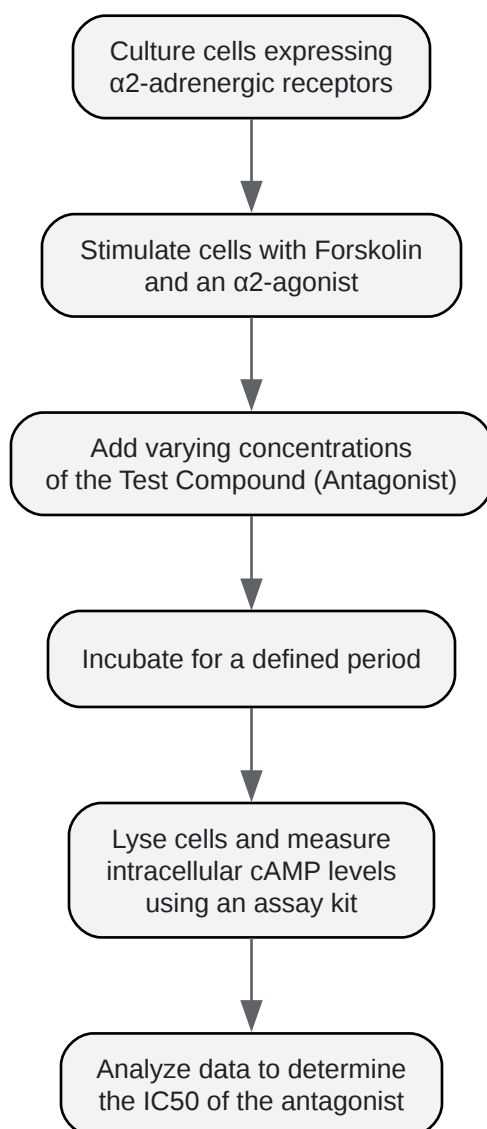 Culture cells expressing
α2-adrenergic receptors
Stimulate cells with Forskolin
and an α2-agonist
Add varying concentrations
of the Test Compound (Antagonist)
Incubate for a defined period
Lyse cells and measure
intracellular cAMP levels
using an assay kit
Analyze data to determine
the IC50 of the antagonist